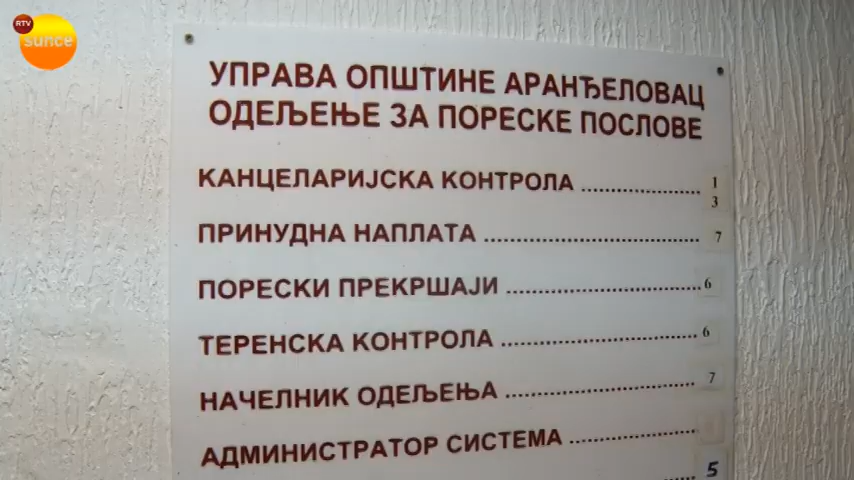 RTV
sunce
УПРАВА ОПШТИНЕ АРАНЂЕЛОВАЦ
ОДЕЉЕЊЕ ЗА ПОРЕСКЕ ПОСЛОВЕ
КАНЦЕЛАРИЈСКА КОНТРОЛА ........................ 1
3
ПРИНУДНА НАПЛАТА ........................................... 7
ПОРЕСКИ ПРЕКРШАЈИ ....................................... 6
ТЕРЕНСКА КОНТРОЛА ....................................... 6
НАЧЕЛНИК ОДЕЉЕЊА ...................................... 7
АДМИНИСТРАТОР СИСТЕМА .........................
5